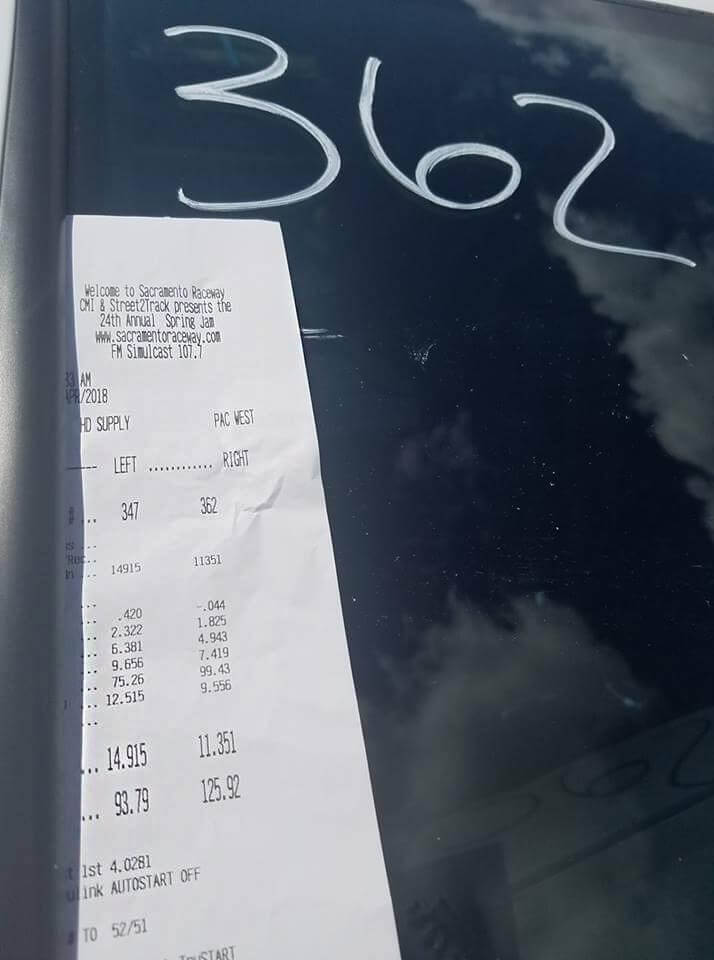 362
Welcome to Sacramento Raceway
CMI & Street2Track presents the
24th Annual Spring Jam
www.sacramentoraceway.com
FM Simulcast 107.7
33 AM
APR/2018
HD SUPPLY PAC WEST
---- LEFT ............ RIGHT
# ... 347 362
...
14915 11351
...
... .420 -.044
... 2.322 1.825
... 6.381 4.943
... 9.656 7.419
... 75.26 99.43
... 12.515 9.556
...
... 14.915 11.351
... 93.79 125.92
1st 4.0281
AUTOSTART OFF
TO 52/51